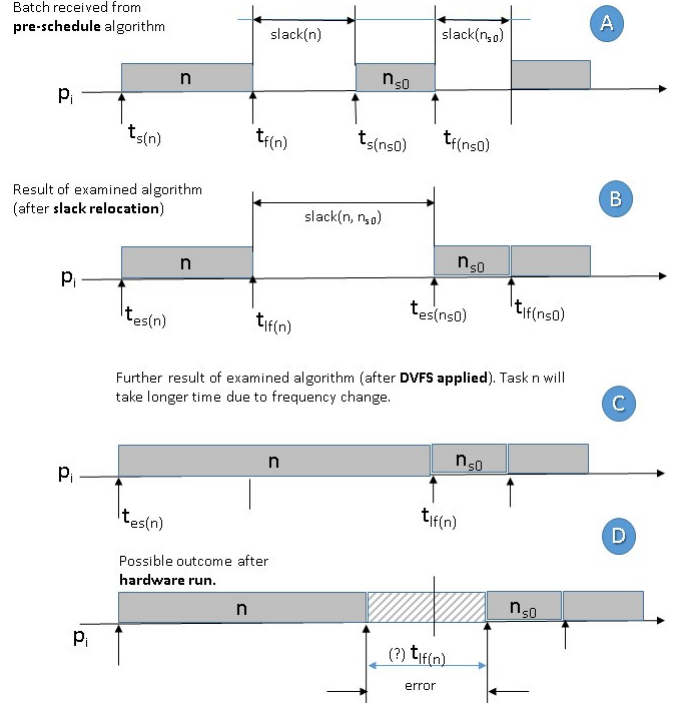 Batch received from
pre-schedule algorithm
A
slack(n)
slack(ns0)
n
ns0
pi
ts(n)
tf(n)
ts(ns0)
tf(ns0)
Result of examined algorithm
(after slack relocation)
B
slack(n, ns0)
n
ns0
pi
tes(n)
tlf(n)
tes(ns0)
tlf(ns0)
Further result of examined algorithm (after DVFS applied). Task n will
take longer time due to frequency change.
C
n
ns0
pi
tes(n)
tlf(n)
D
Possible outcome after
hardware run.
n
ns0
pi
(?) tlf(n)
error